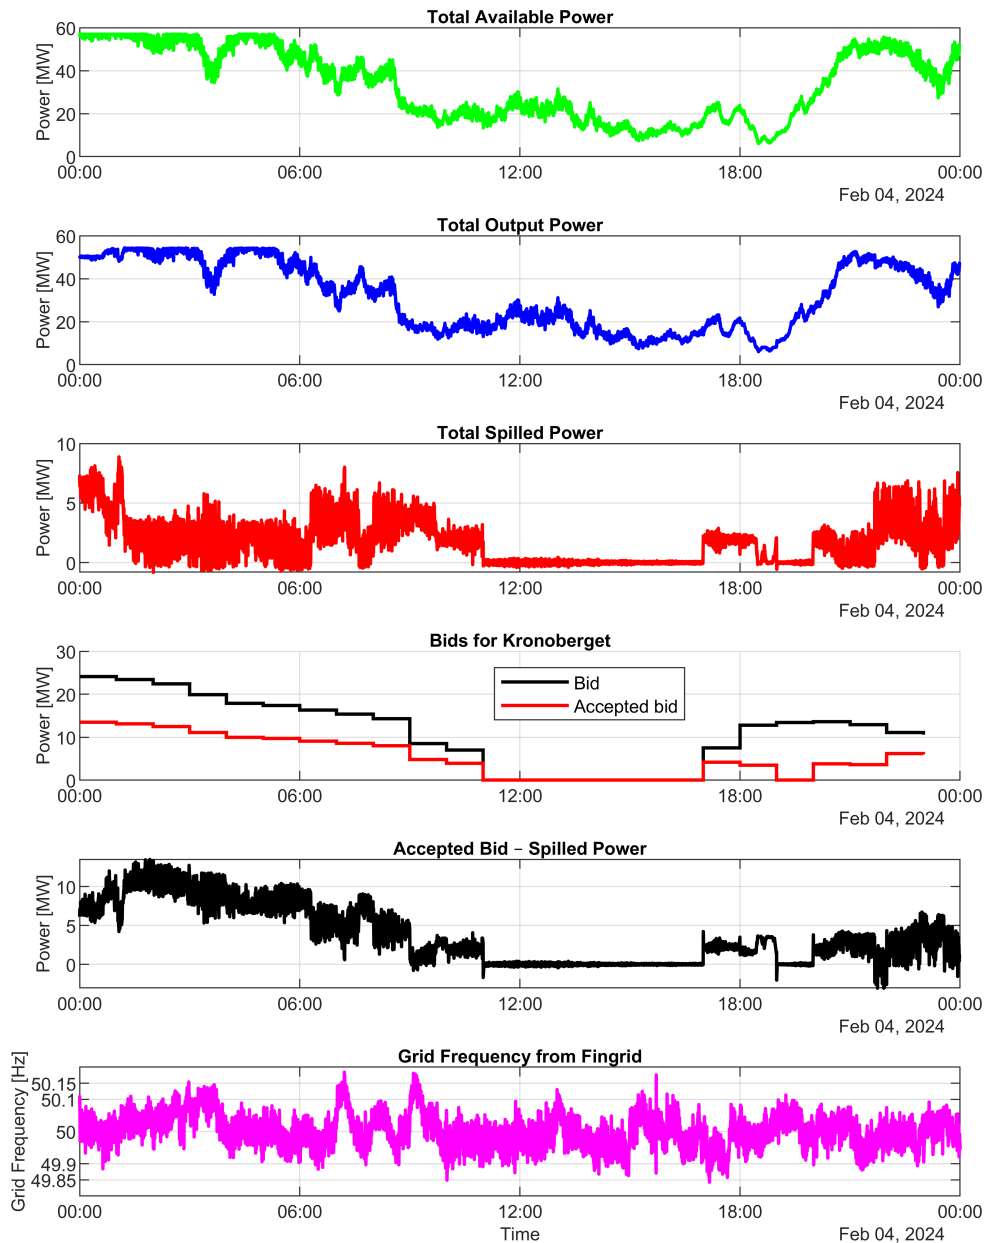 Total Available Power
Power [MW]
60
40
20
0
00:00 06:00 12:00 18:00 00:00
Feb 04, 2024
Total Output Power
Power [MW]
60
40
20
0
00:00 06:00 12:00 18:00 00:00
Feb 04, 2024
Total Spilled Power
Power [MW]
10
5
0
00:00 06:00 12:00 18:00 00:00
Feb 04, 2024
Bids for Kronoberget
Power [MW]
30
20
10
0
Bid
Accepted bid
00:00 06:00 12:00 18:00 00:00
Feb 04, 2024
Accepted Bid – Spilled Power
Power [MW]
10
5
0
00:00 06:00 12:00 18:00 00:00
Feb 04, 2024
Grid Frequency from Fingrid
Grid Frequency [Hz]
50.15
50.1
50
49.9
49.85
00:00 06:00 12:00 18:00 00:00
Time
Feb 04, 2024